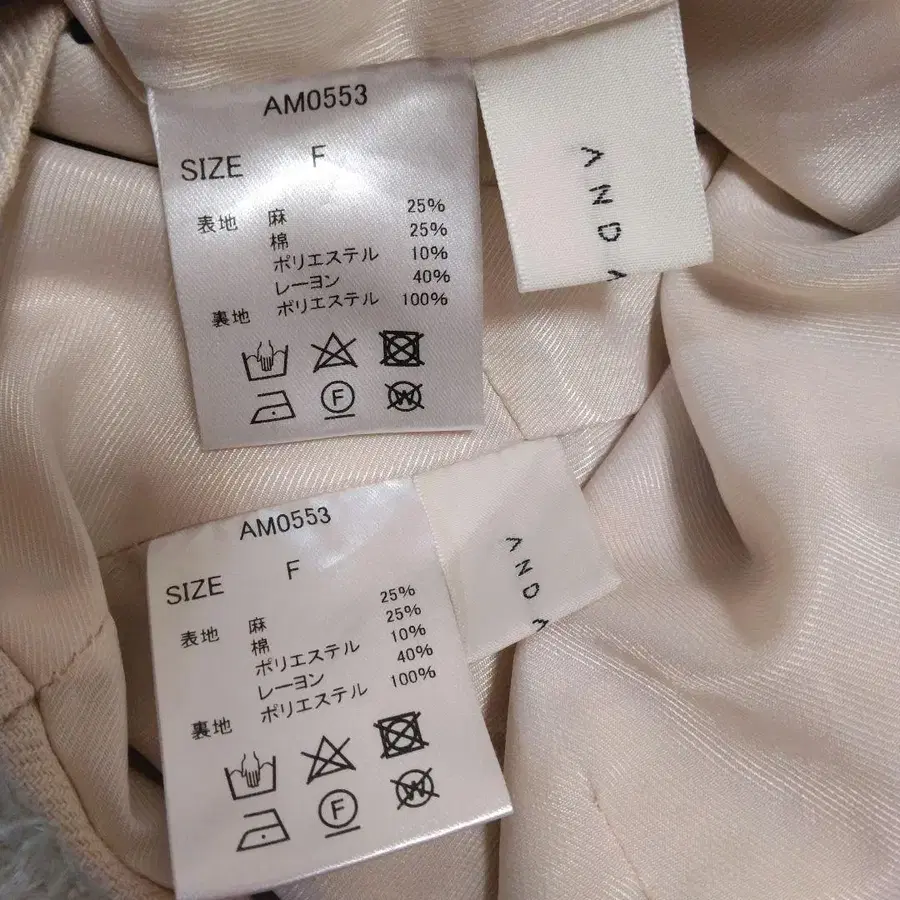 AM0553
SIZE F
表地 麻 25%
棉 25%
ポリエステル 10%
レーヨン 40%
裏地 ポリエステル 100%
F
W
AND
AM0553
SIZE F
表地 麻 25%
棉 25%
ポリエステル 10%
レーヨン 40%
裏地 ポリエステル 100%
F
W
AND